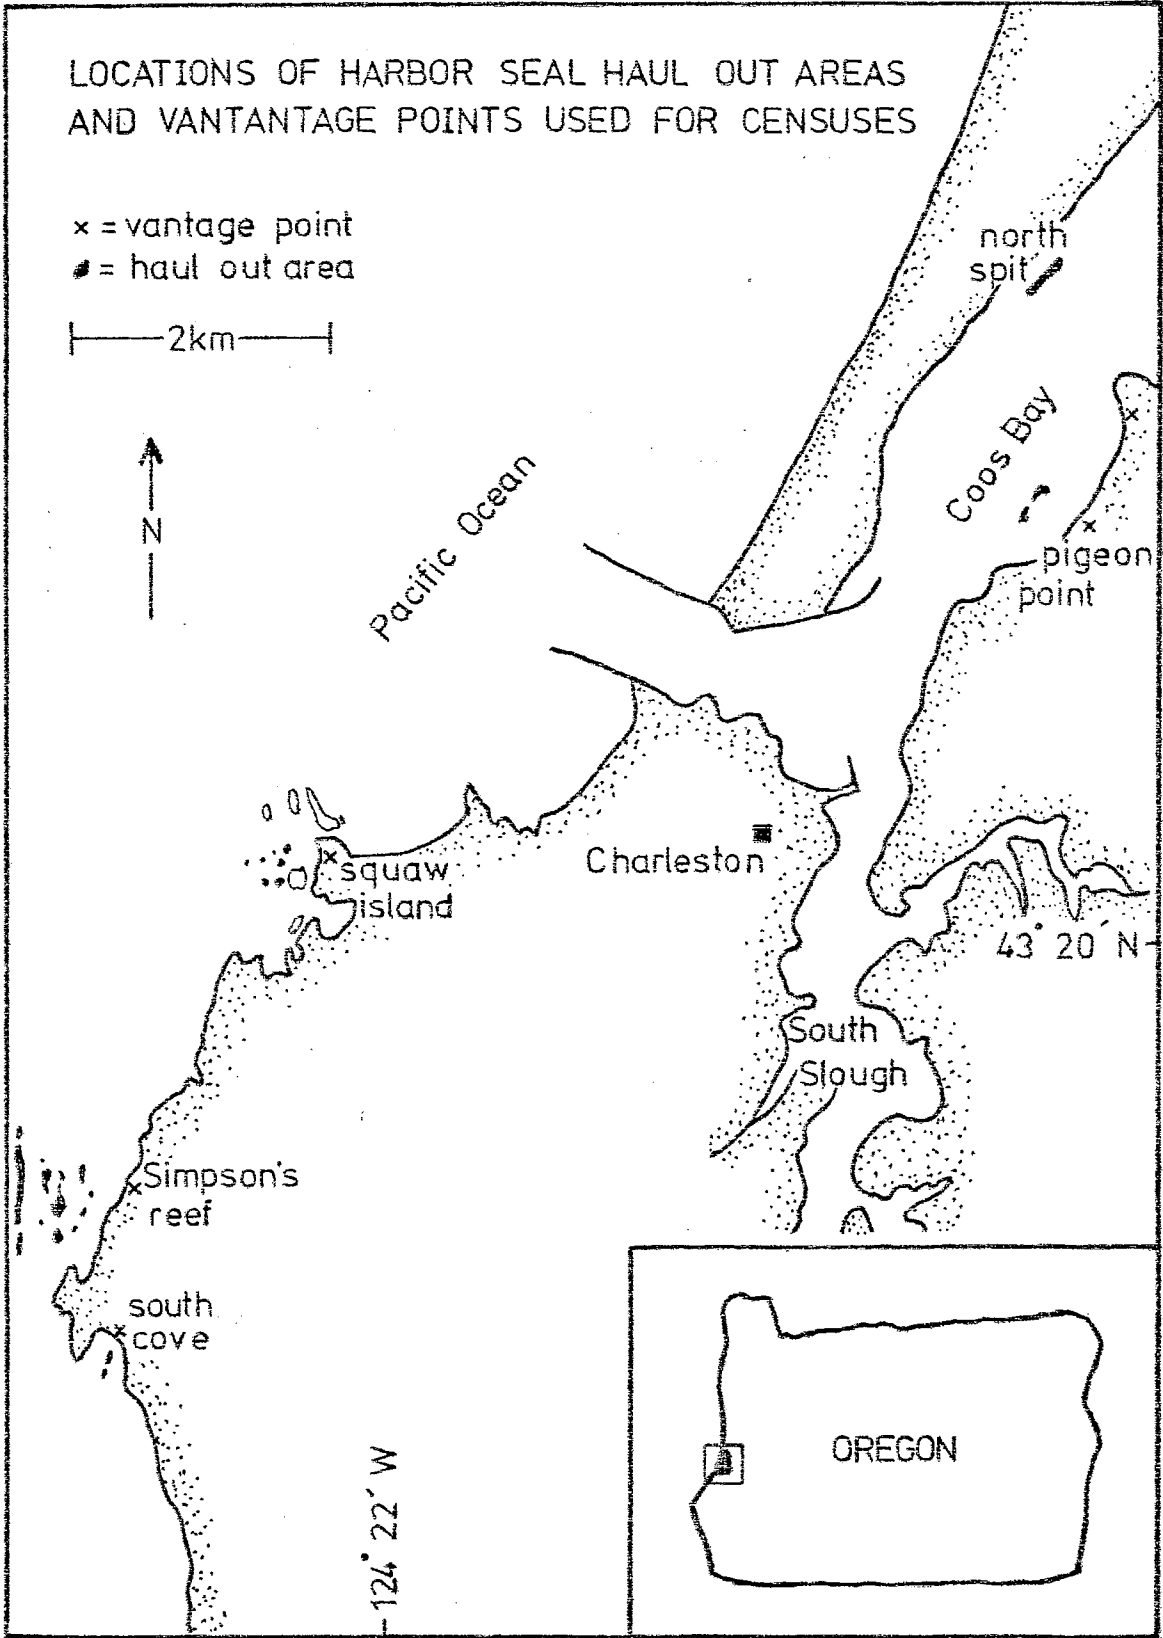 LOCATIONS OF HARBOR SEAL HAUL OUT AREAS
AND VANTANTAGE POINTS USED FOR CENSUSES
x = vantage point
= haul out area
2km
N
Pacific Ocean
north
spit
Coos Bay
pigeon
point
squaw
island
Charleston
43° 20´ N
South
Slough
Simpson's
reef
south
cove
124° 22´ W
OREGON